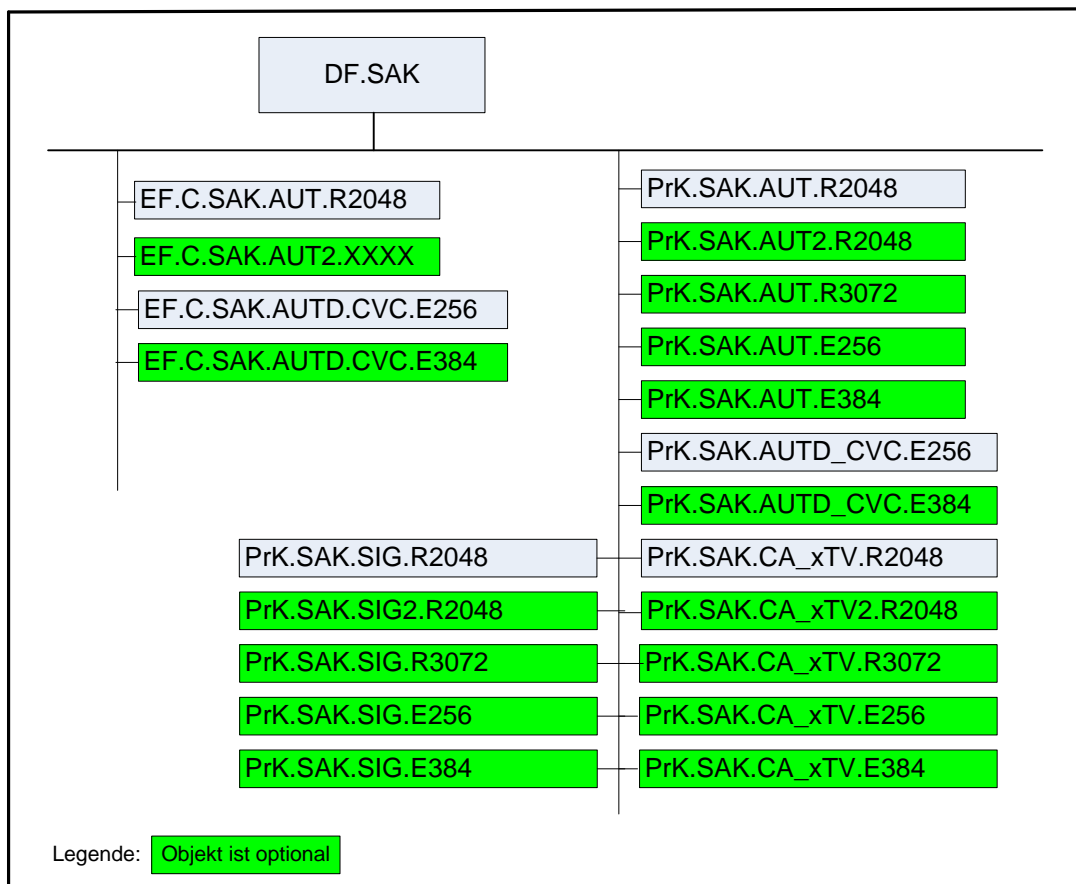 DF.SAK
EF.C.SAK.AUT.R2048
EF.C.SAK.AUT2.XXXX
EF.C.SAK.AUTD.CVC.E256
EF.C.SAK.AUTD.CVC.E384
PrK.SAK.AUT.R2048
PrK.SAK.AUT2.R2048
PrK.SAK.AUT.R3072
PrK.SAK.AUT.E256
PrK.SAK.AUT.E384
PrK.SAK.AUTD_CVC.E256
PrK.SAK.AUTD_CVC.E384
PrK.SAK.SIG.R2048
PrK.SAK.SIG2.R2048
PrK.SAK.SIG.R3072
PrK.SAK.SIG.E256
PrK.SAK.SIG.E384
PrK.SAK.CA_xTV.R2048
PrK.SAK.CA_xTV2.R2048
PrK.SAK.CA_xTV.R3072
PrK.SAK.CA_xTV.E256
PrK.SAK.CA_xTV.E384
Legende: Objekt ist optional